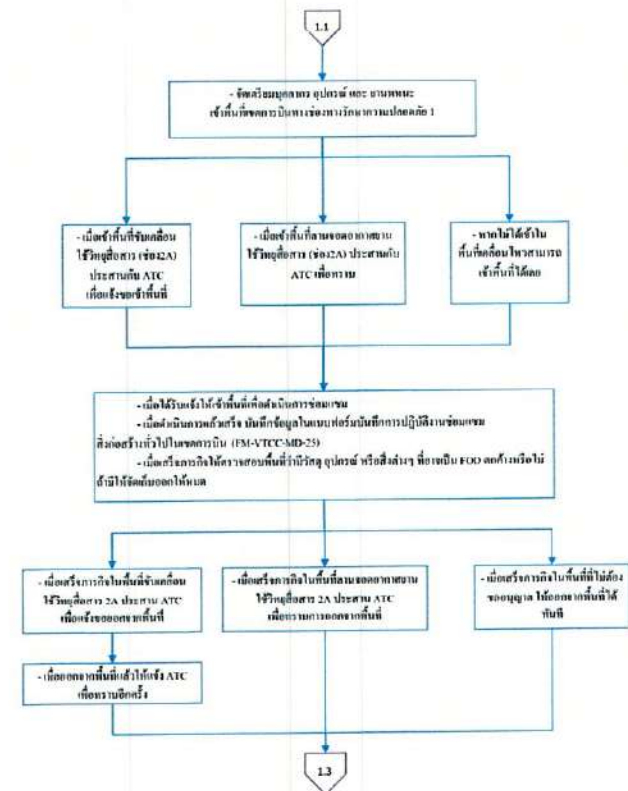 1.1
- จัดเตรียมบุคลากร อุปกรณ์ และ ยานพาหนะ
เข้าพื้นที่เขตการบินทางช่องทางรักษาความปลอดภัย 1
- เมื่อเข้าพื้นที่ขับเคลื่อน
ใช้วิทยุสื่อสาร (ช่อง2A)
ประสานกับ ATC
เพื่อแจ้งขอเข้าพื้นที่
- เมื่อเข้าพื้นที่ลานจอดอากาศยาน
ใช้วิทยุสื่อสาร (ช่อง2A) ประสานกับ
ATC เพื่อทราบ
- หากไม่ได้เข้าใน
พื้นที่เคลื่อนไหวสามารถ
เข้าพื้นที่ได้เลย
- เมื่อได้รับแจ้งให้เข้าพื้นที่เพื่อดำเนินการซ่อมแซม
- เมื่อดำเนินการแล้วเสร็จ บันทึกข้อมูลในแบบฟอร์มบันทึกการปฏิบัติงานซ่อมแซม
สิ่งก่อสร้างทั่วไปในเขตการบิน (FM-VTCC-MD-25)
- เมื่อเสร็จภารกิจให้ตรวจสอบพื้นที่ว่ามีวัสดุ อุปกรณ์ หรือสิ่งต่างๆ ที่อาจเป็น FOD ตกค้างหรือไม่
ถ้ามีให้จัดเก็บออกให้หมด
- เมื่อเสร็จภารกิจในพื้นที่ขับเคลื่อน
ใช้วิทยุสื่อสาร 2A ประสาน ATC
เพื่อแจ้งขอออกจากพื้นที่
- เมื่อเสร็จภารกิจในพื้นที่ลานจอดอากาศยาน
ใช้วิทยุสื่อสาร 2A ประสาน ATC
เพื่อทราบการออกจากพื้นที่
- เมื่อเสร็จภารกิจในพื้นที่ที่ไม่ต้อง
ขออนุญาต ให้ออกจากพื้นที่ได้
ทันที
- เมื่อออกจากพื้นที่แล้วให้แจ้ง ATC
เพื่อทราบอีกครั้ง
1.3